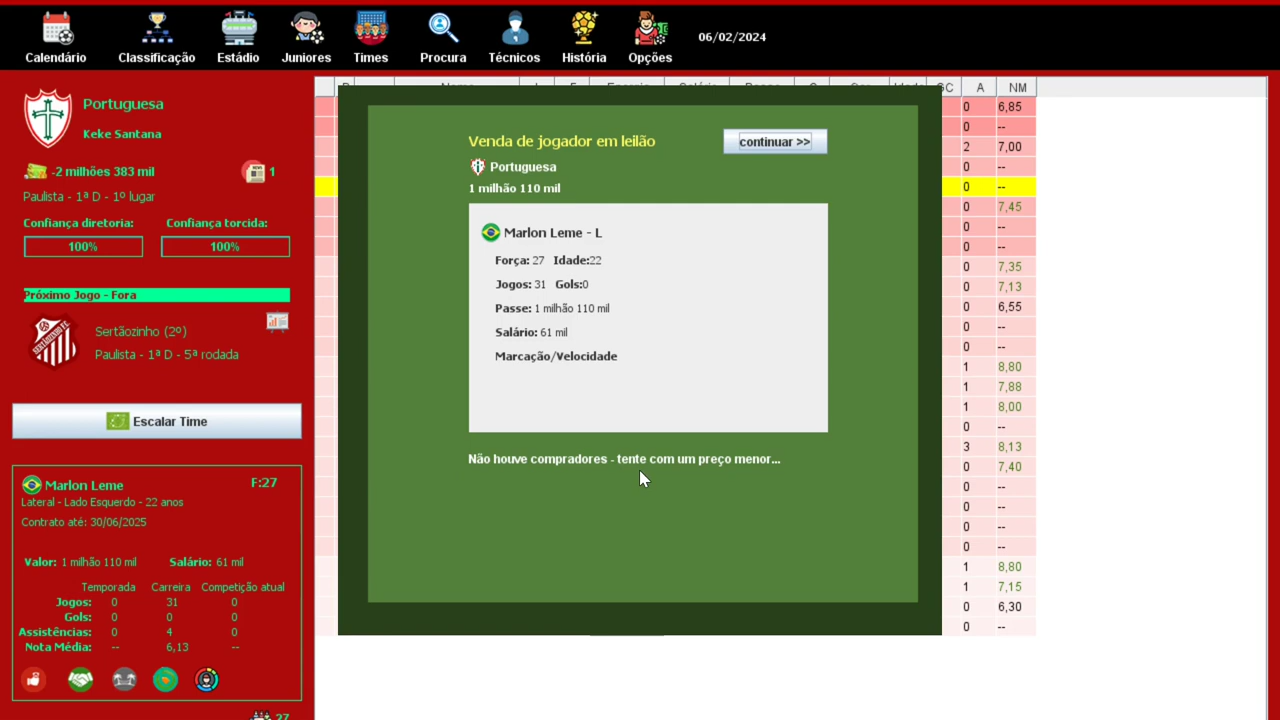 Calendário Classificação Estádio Juniores Times Procura Técnicos História Opções 06/02/2024
Portuguesa
Keke Santana
-2 milhões 383 mil 1
Paulista - 1ª D - 1º lugar
Confiança diretoria: Confiança torcida:
100% 100%
Próximo Jogo - Fora
Sertãozinho (2º)
Paulista - 1ª D - 5ª rodada
Escalar Time
Marlon Leme F:27
Lateral - Lado Esquerdo - 22 anos
Contrato até: 30/06/2025
Valor: 1 milhão 110 mil Salário: 61 mil
Temporada Carreira Competição atual
Jogos: 0 31 0
Gols: 0 0 0
Assistências: 0 4 0
Nota Média: -- 6,13 --
27
Venda de jogador em leilão
continuar >>
Portuguesa
1 milhão 110 mil
Marlon Leme - L
Força: 27 Idade:22
Jogos: 31 Gols:0
Passe: 1 milhão 110 mil
Salário: 61 mil
Marcação/Velocidade
Não houve compradores - tente com um preço menor...
A NM
0 6,85
0 --
2 7,00
0 --
0 --
0 7,45
0 --
0 --
0 7,35
0 7,13
0 6,55
0 --
0 --
1 8,80
1 7,88
1 8,00
0 --
3 8,13
0 7,40
0 --
0 --
0 --
0 --
1 8,80
1 7,15
0 6,30
0 --